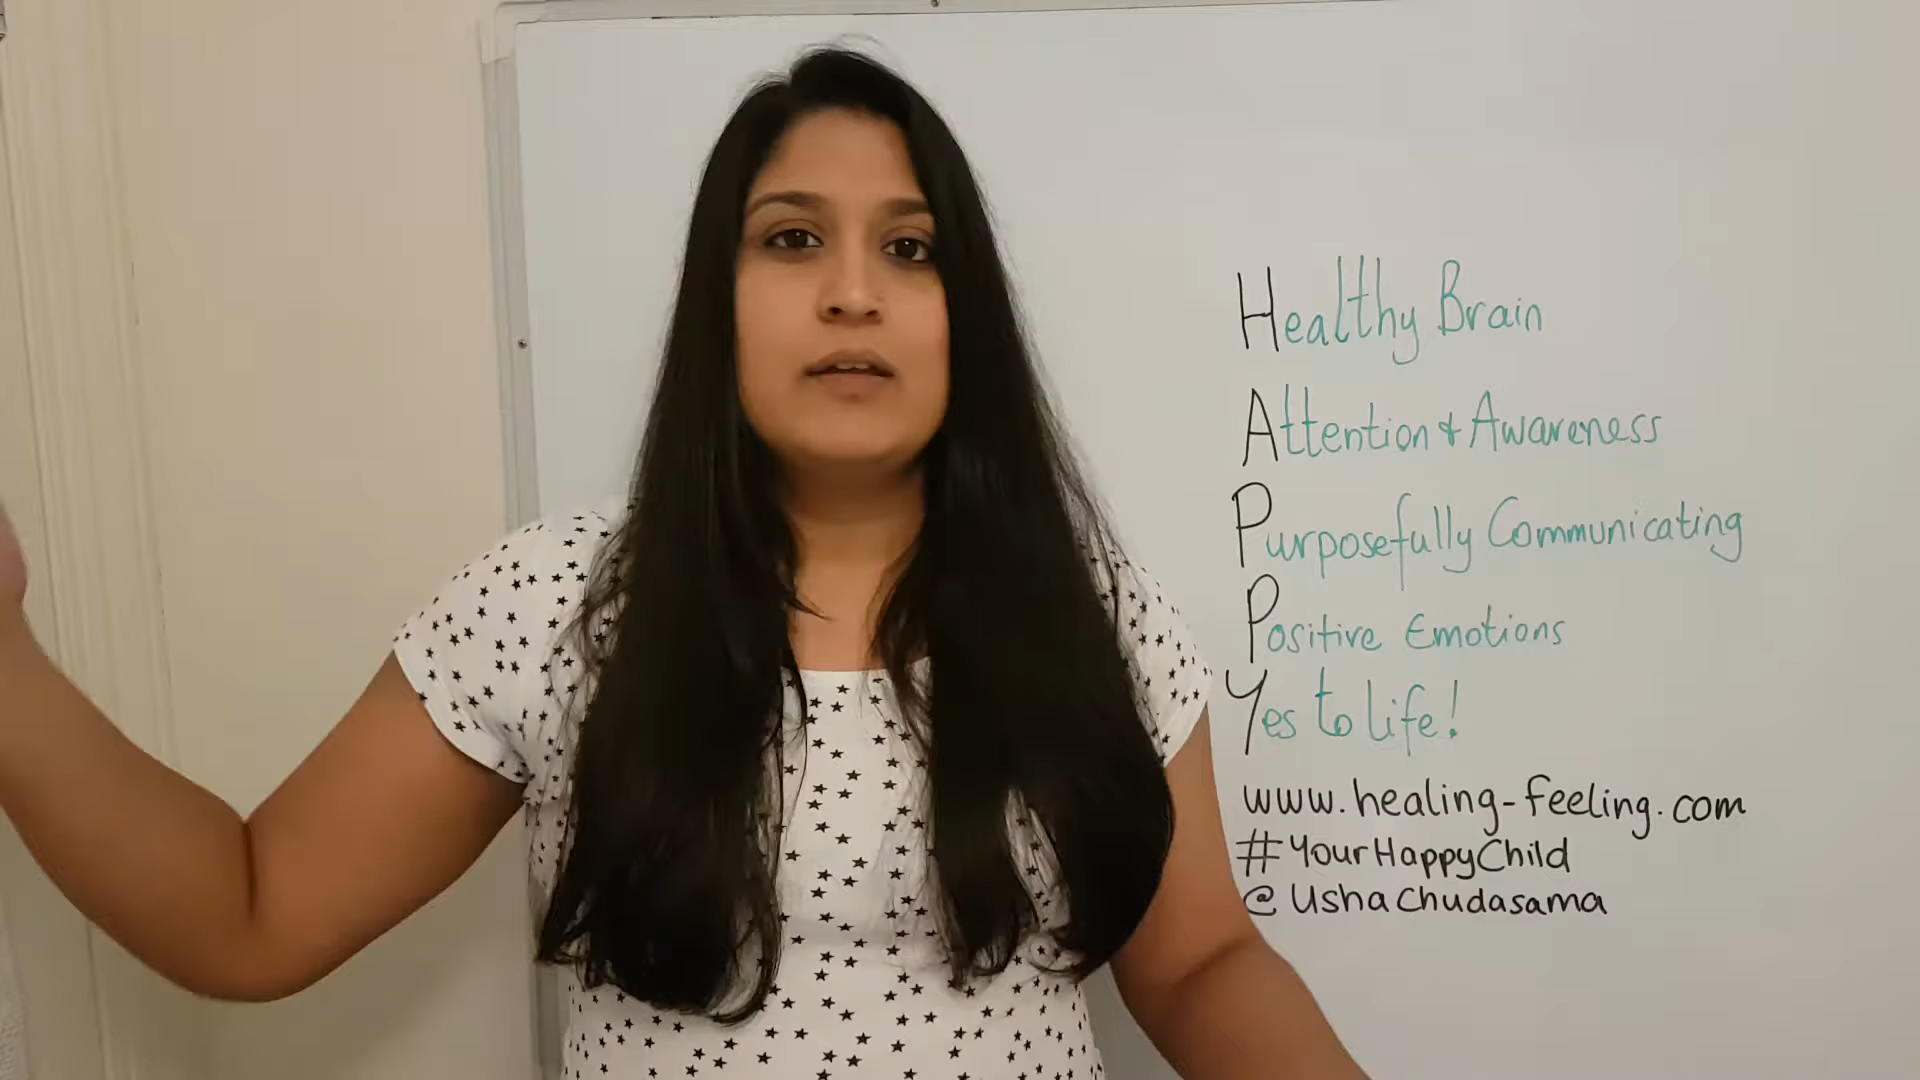 Healthy Brain
Attention & Awareness
Purposefully Communicating
Positive Emotions
Yes to life!
www.healing-feeling.com
#YourHappyChild
@UshaChudasama